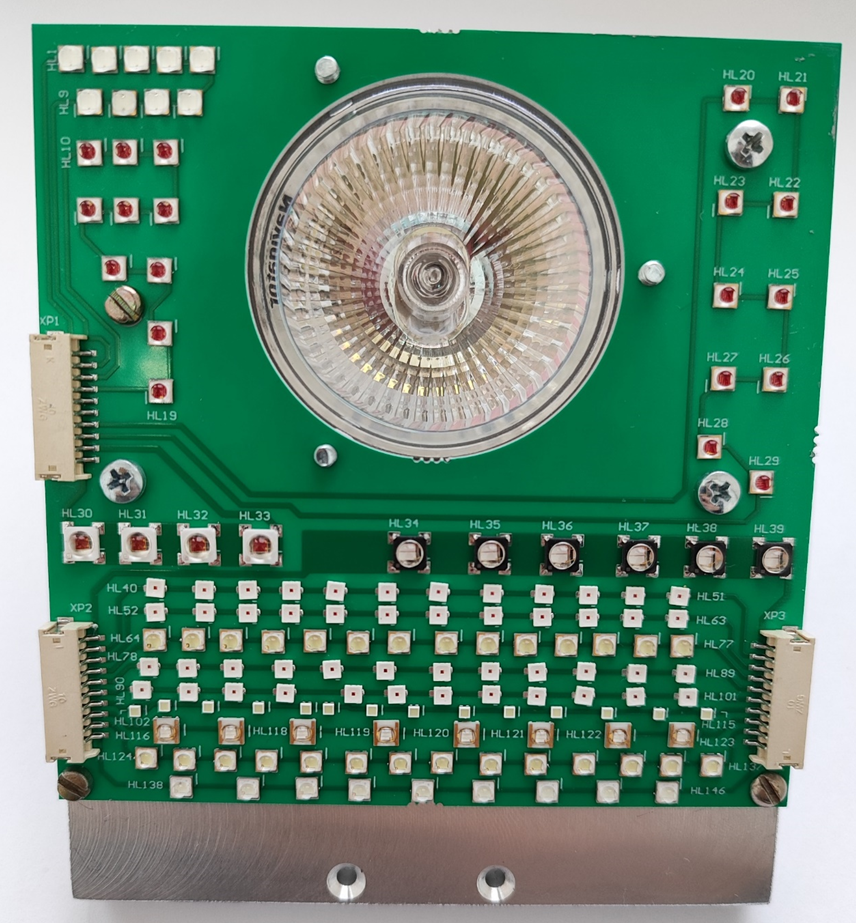 HL1
HL9
HL10
HL20 HL21
HL23 HL22
HL24 HL25
HL27 HL26
HL28
HL29
XP1
HL19
Navigator
HL30 HL31 HL32 HL33
HL34 HL35 HL36 HL37 HL38 HL39
HL40 HL51
HL52 HL63
XP2 XP3
HL64 HL77
HL78 HL89
HL90 HL101
HL102 HL115
HL116 HL118 HL119 HL120 HL121 HL122 HL123
HL124 HL137
HL138 HL146